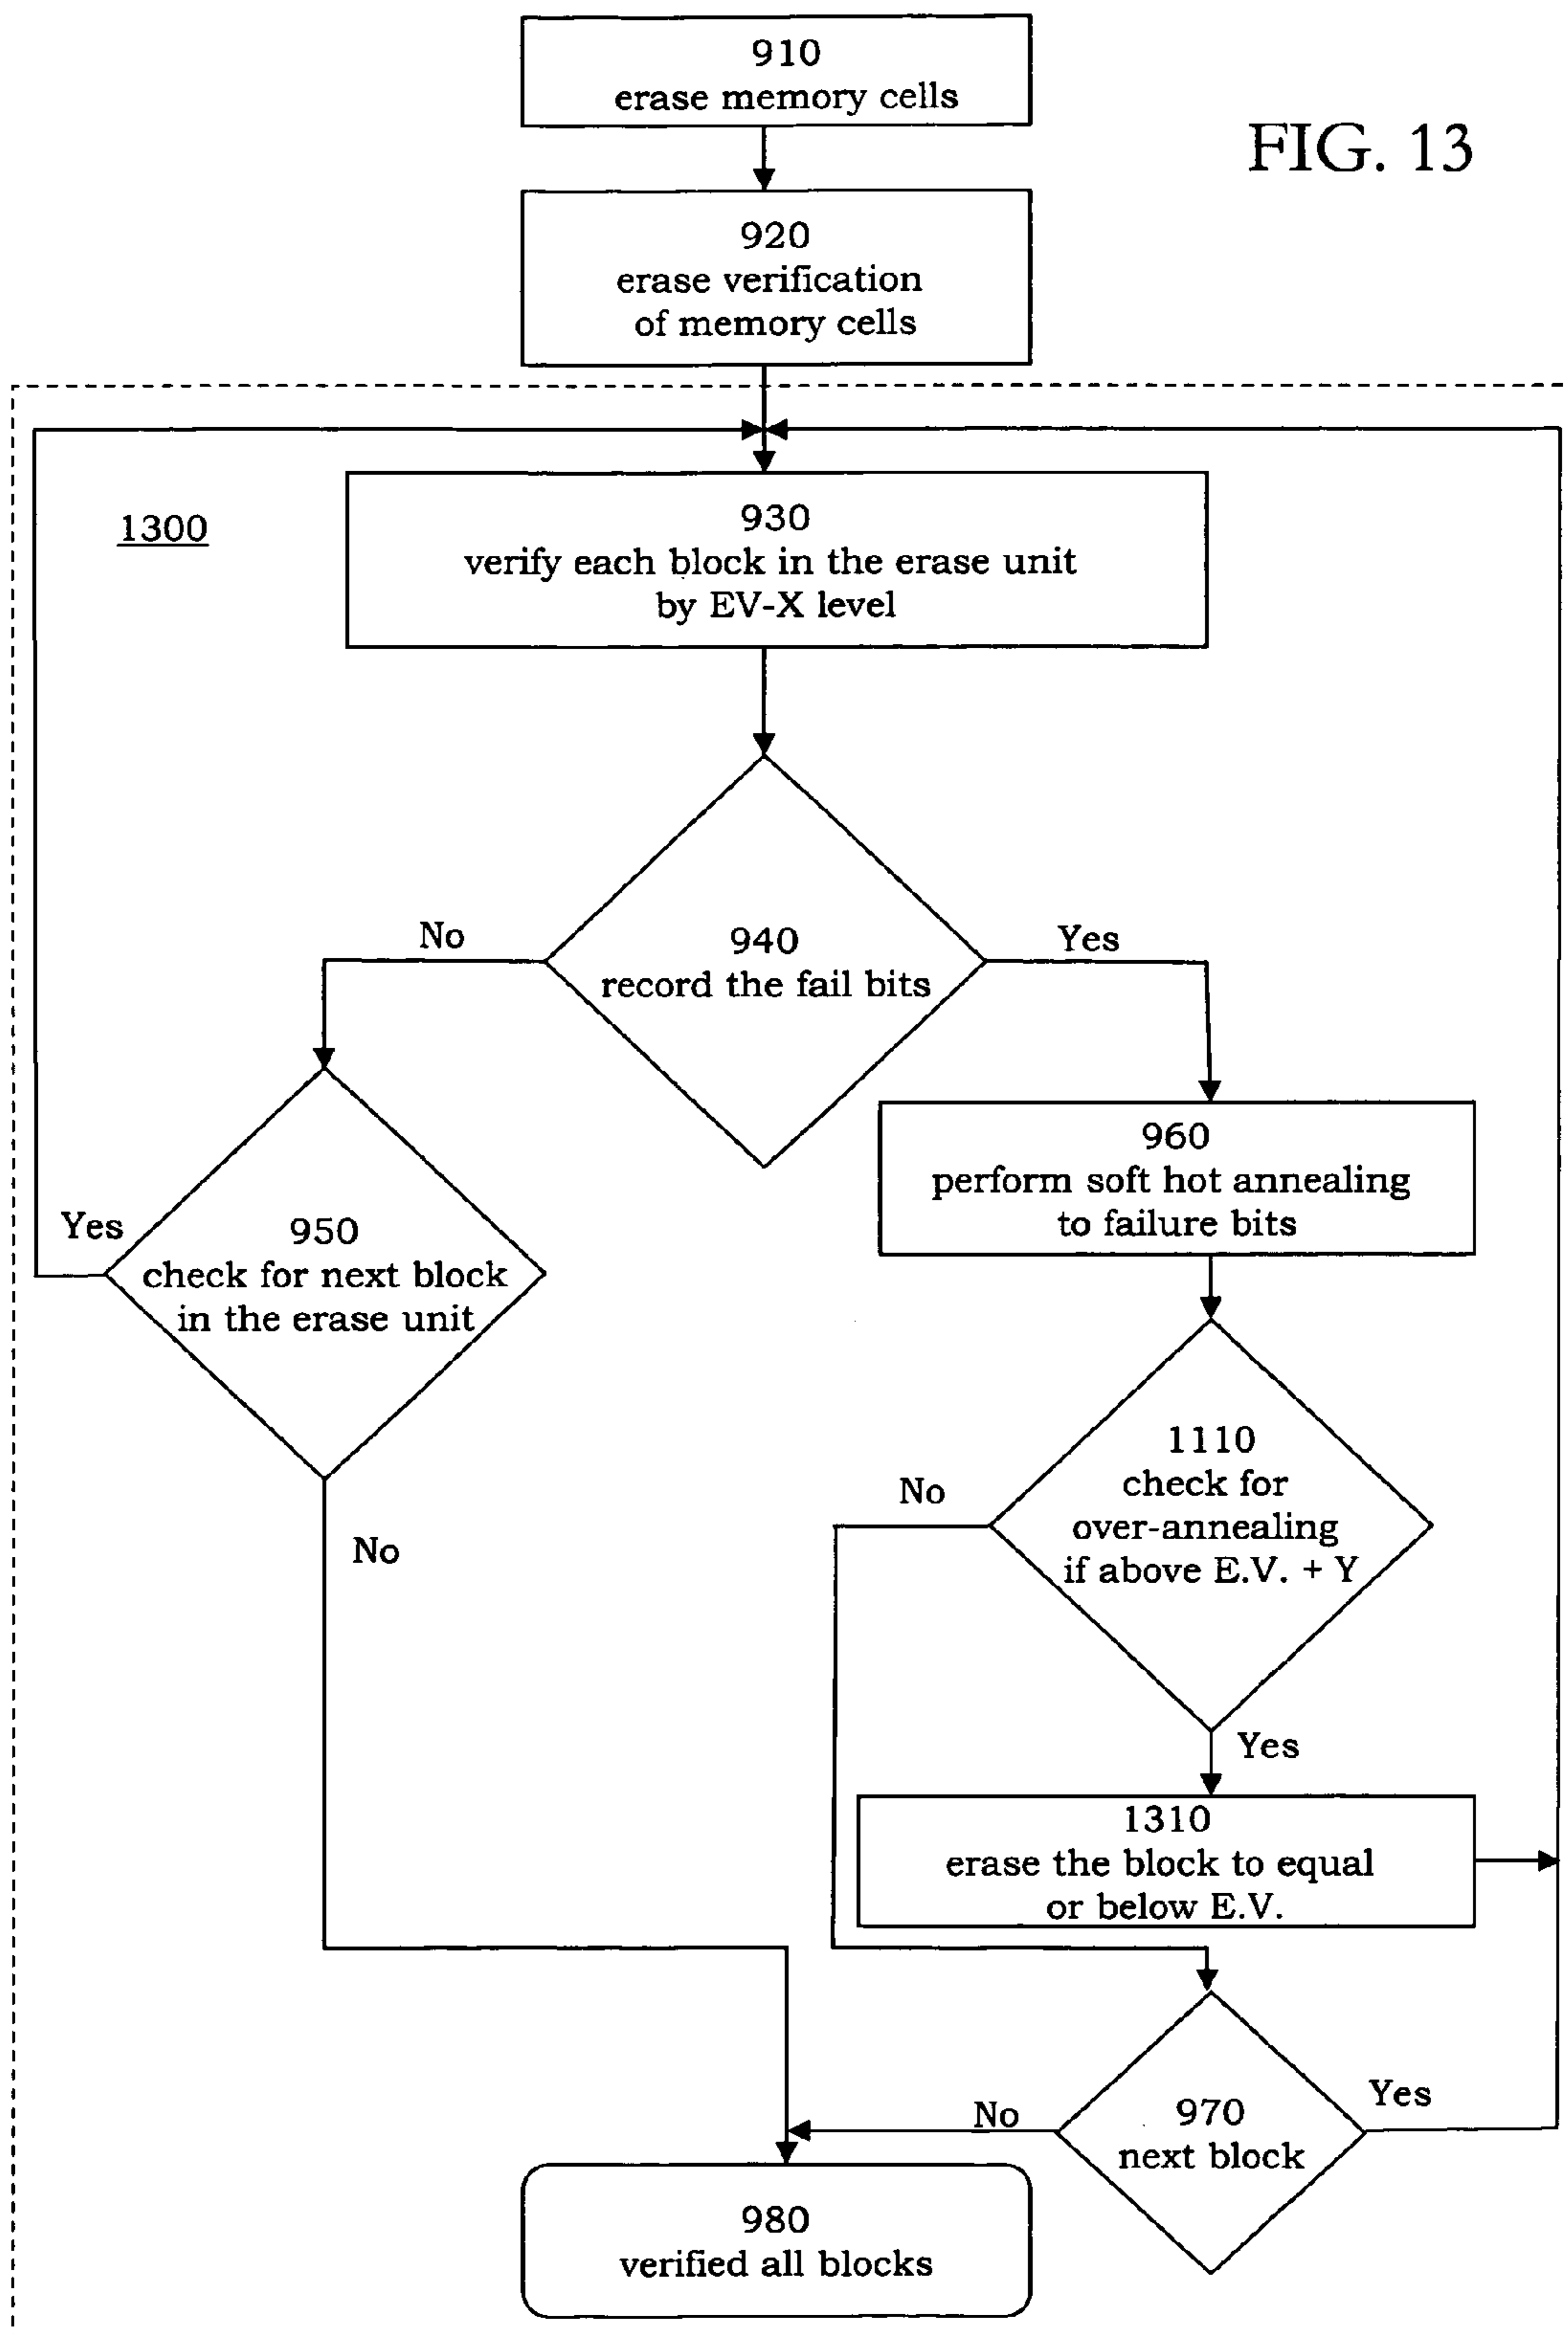 910
erase memory cells
FIG. 13
920
erase verification
of memory cells
1300
930
verify each block in the erase unit
by EV-X level
No
940
record the fail bits
Yes
960
perform soft hot annealing
to failure bits
Yes
950
check for next block
in the erase unit
No
No
1110
check for
over-annealing
if above E.V. + Y
Yes
1310
erase the block to equal
or below E.V.
No
970
next block
Yes
980
verified all blocks